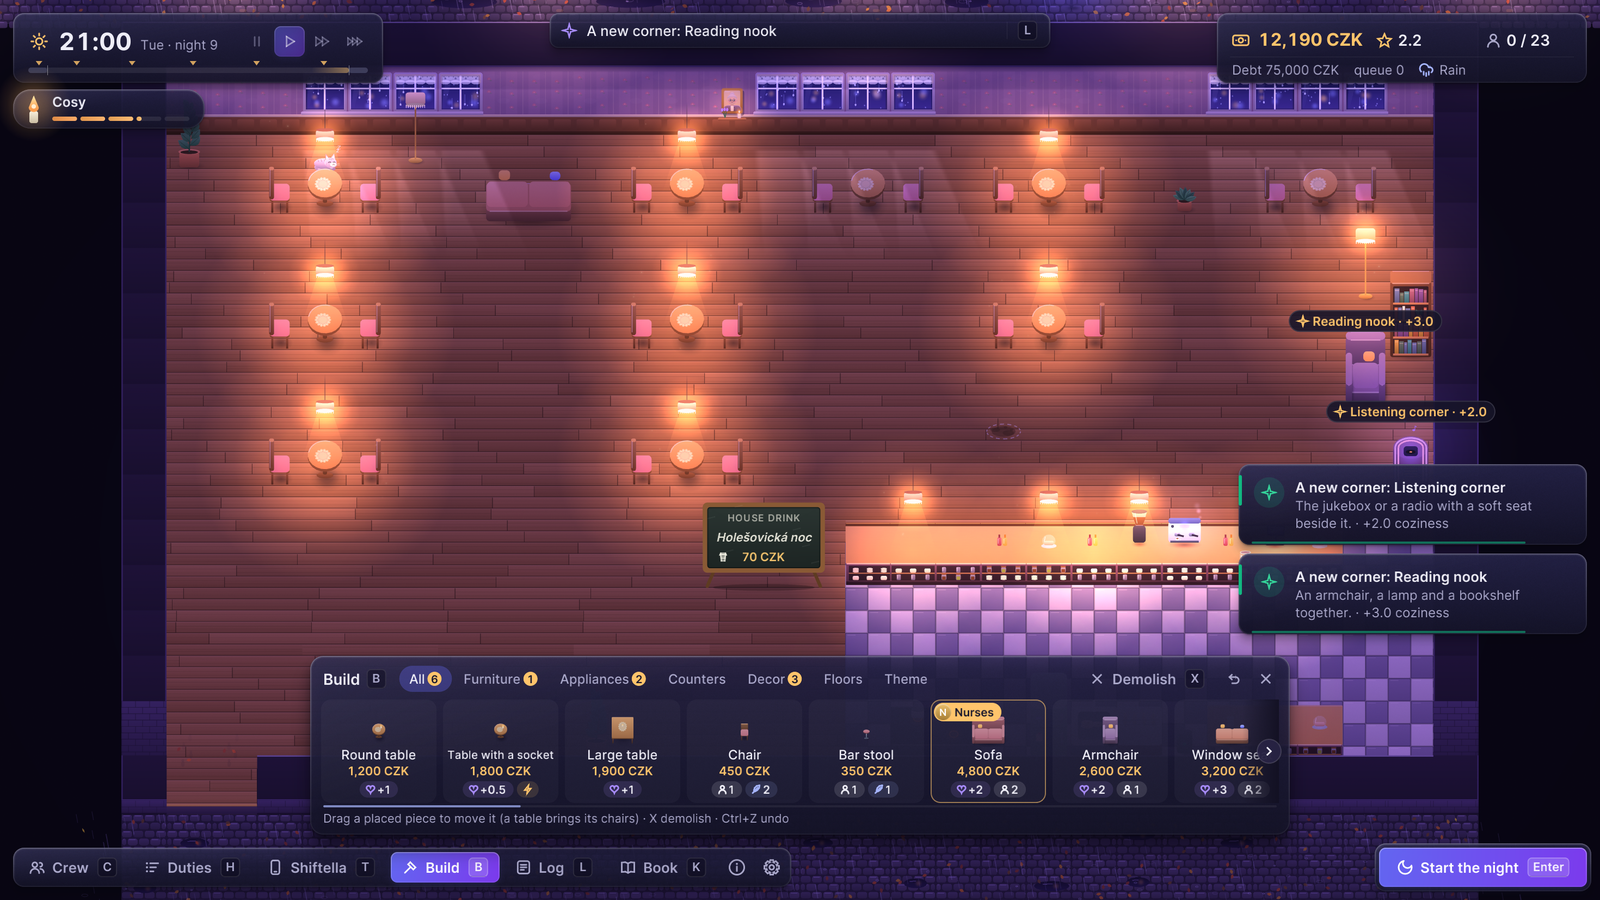 21:00 Tue · night 9
A new corner: Reading nook L
12,190 CZK 2.2 0 / 23
Debt 75,000 CZK queue 0 Rain
Cosy
Reading nook · +3.0
Listening corner · +2.0
HOUSE DRINK
Holešovická noc
70 CZK
A new corner: Listening corner
The jukebox or a radio with a soft seat
beside it. · +2.0 coziness
A new corner: Reading nook
An armchair, a lamp and a bookshelf
together. · +3.0 coziness
Build B All 6 Furniture 1 Appliances 2 Counters Decor 3 Floors Theme Demolish X
N Nurses
Round table Table with a socket Large table Chair Bar stool Sofa Armchair Window se
1,200 CZK 1,800 CZK 1,900 CZK 450 CZK 350 CZK 4,800 CZK 2,600 CZK 3,200 CZK
+1 +0.5 +1 1 2 1 1 +2 2 +2 1 +3 2
Drag a placed piece to move it (a table brings its chairs) · X demolish · Ctrl+Z undo
Crew C Duties H Shiftella T Build B Log L Book K
Start the night Enter